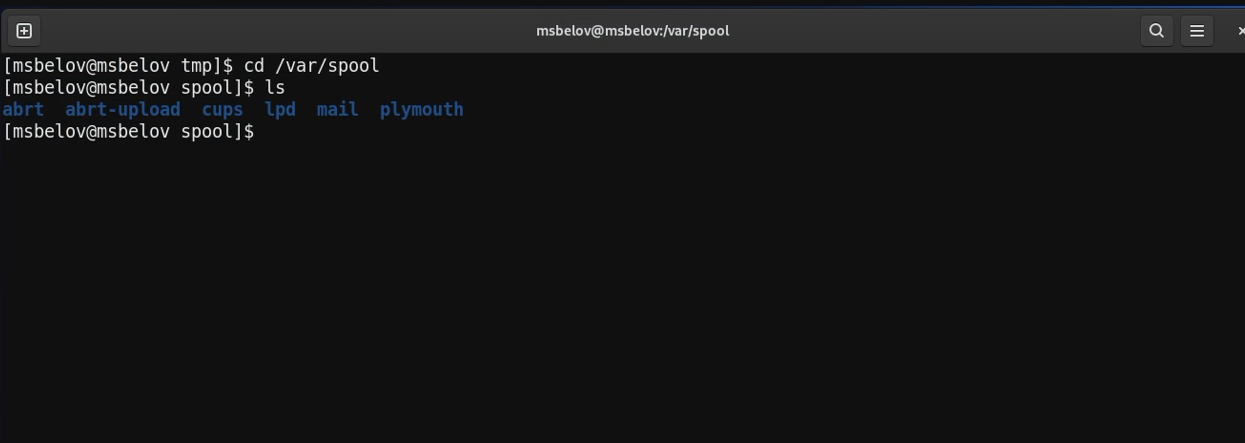 msbelov@msbelov:/var/spool
[msbelov@msbelov tmp]$ cd /var/spool
[msbelov@msbelov spool]$ ls
abrt  abrt-upload  cups  lpd  mail  plymouth
[msbelov@msbelov spool]$